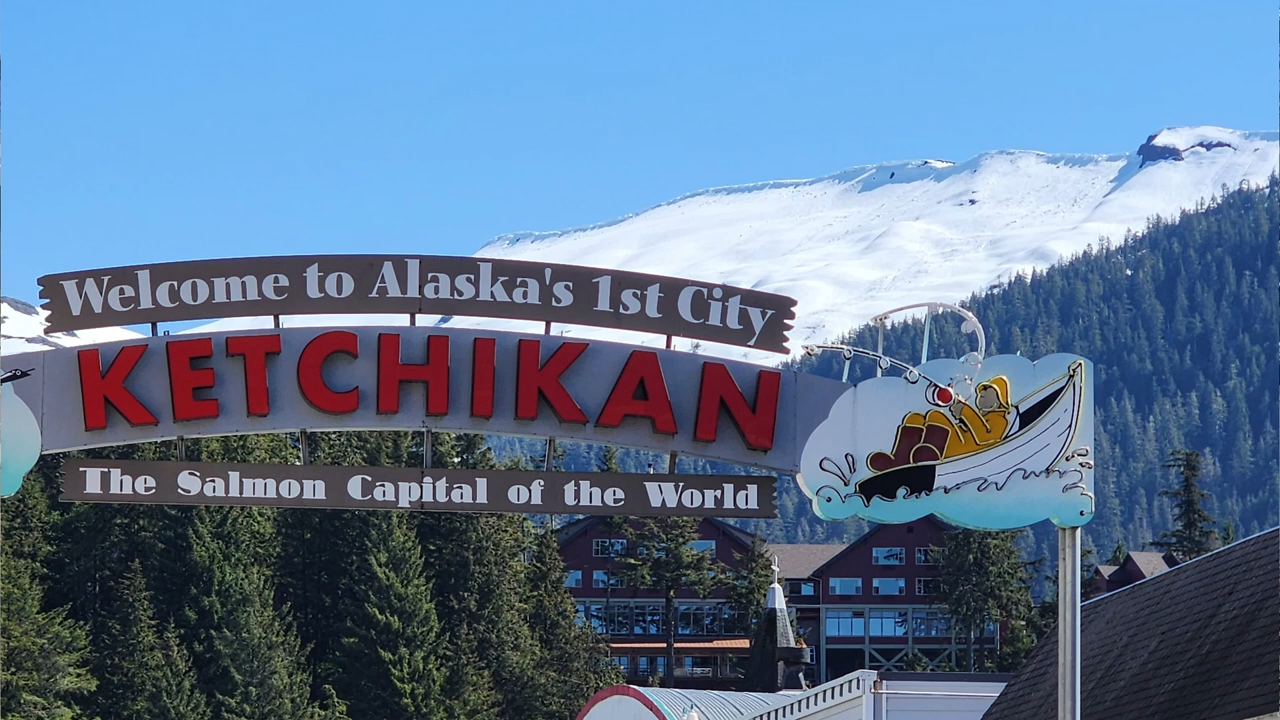 Welcome to Alaska's 1st City
KETCHIKAN
The Salmon Capital of the World